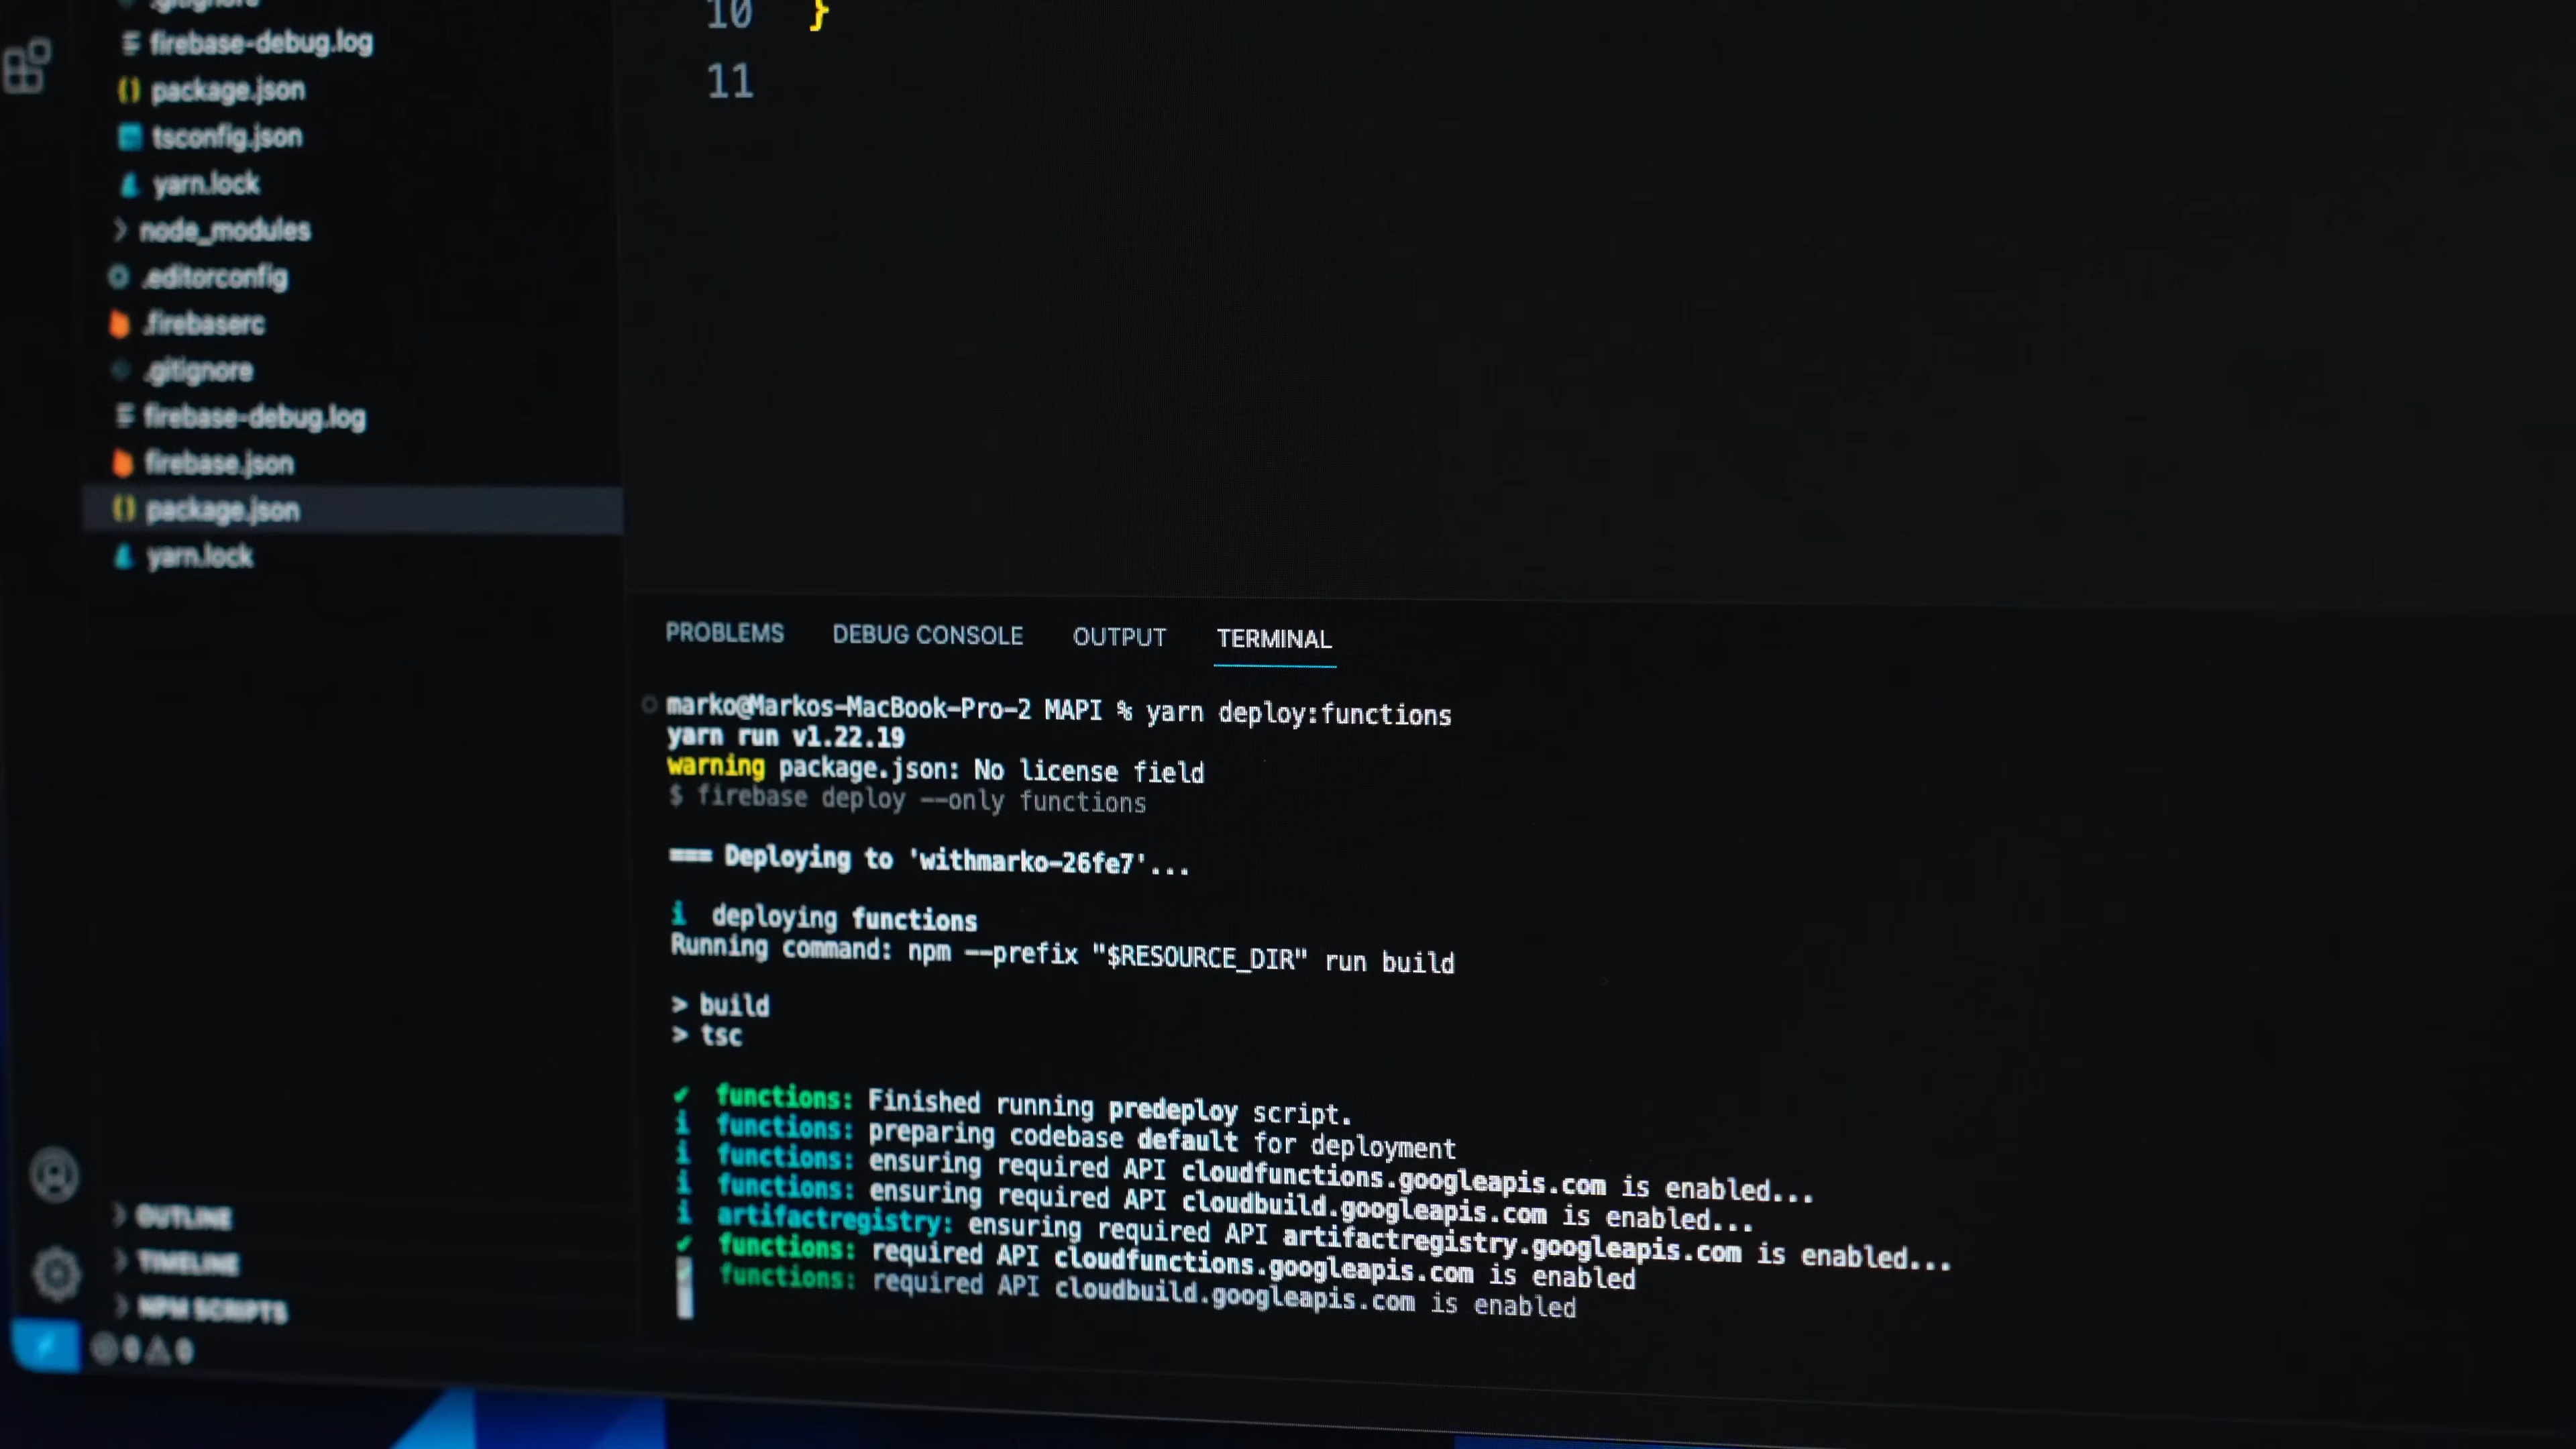 .gitignore
firebase-debug.log
{} package.json
tsconfig.json
yarn.lock
node_modules
.editorconfig
.firebaserc
.gitignore
firebase-debug.log
firebase.json
{} package.json
yarn.lock
OUTLINE
TIMELINE
NPM SCRIPTS
0 0
10 }
11
PROBLEMS DEBUG CONSOLE OUTPUT TERMINAL
marko@Markos-MacBook-Pro-2 MAPI % yarn deploy:functions
yarn run v1.22.19
warning package.json: No license field
$ firebase deploy --only functions
=== Deploying to 'withmarko-26fe7'...
i deploying functions
Running command: npm --prefix "$RESOURCE_DIR" run build
> build
> tsc
✔ functions: Finished running predeploy script.
i functions: preparing codebase default for deployment
i functions: ensuring required API cloudfunctions.googleapis.com is enabled...
i functions: ensuring required API cloudbuild.googleapis.com is enabled...
i artifactregistry: ensuring required API artifactregistry.googleapis.com is enabled...
✔ functions: required API cloudfunctions.googleapis.com is enabled
✔ functions: required API cloudbuild.googleapis.com is enabled